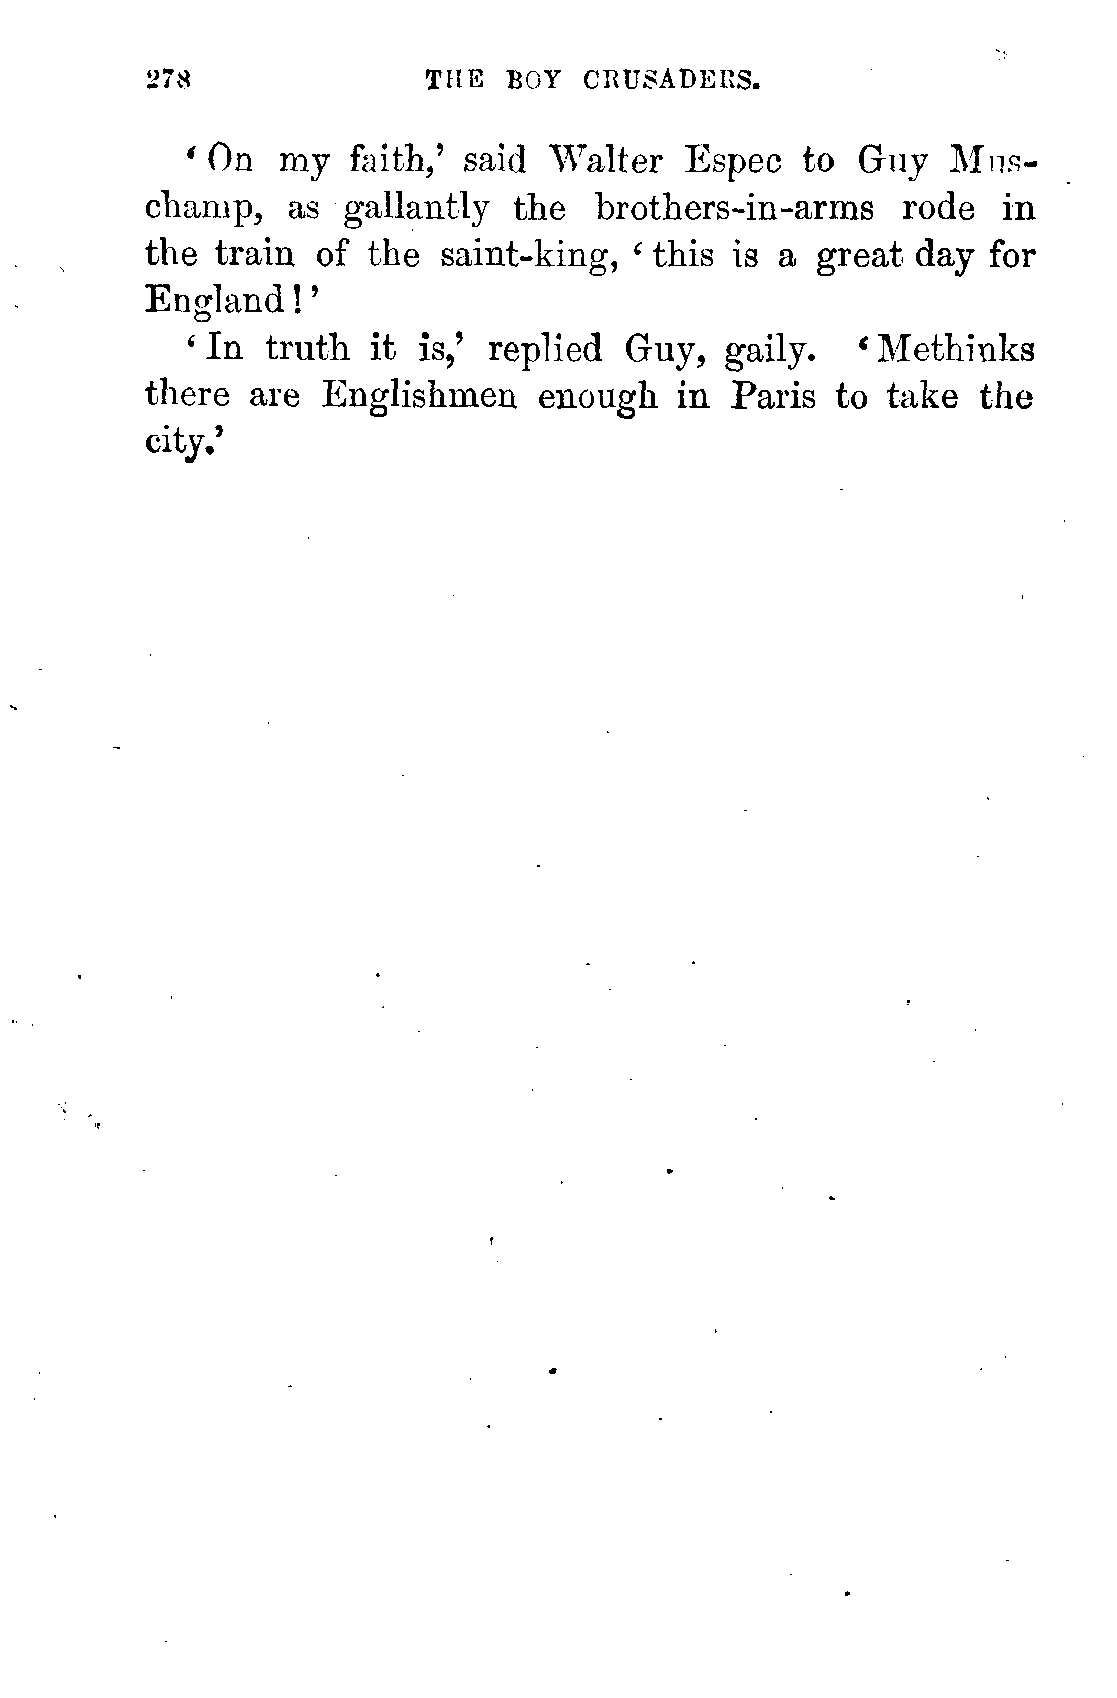 278 THE BOY CRUSADERS.
‘On my faith,’ said Walter Espec to Guy Mus-
champ, as gallantly the brothers-in-arms rode in
the train of the saint-king, ‘this is a great day for
England!’
‘In truth it is,’ replied Guy, gaily. ‘Methinks
there are Englishmen enough in Paris to take the
city.’